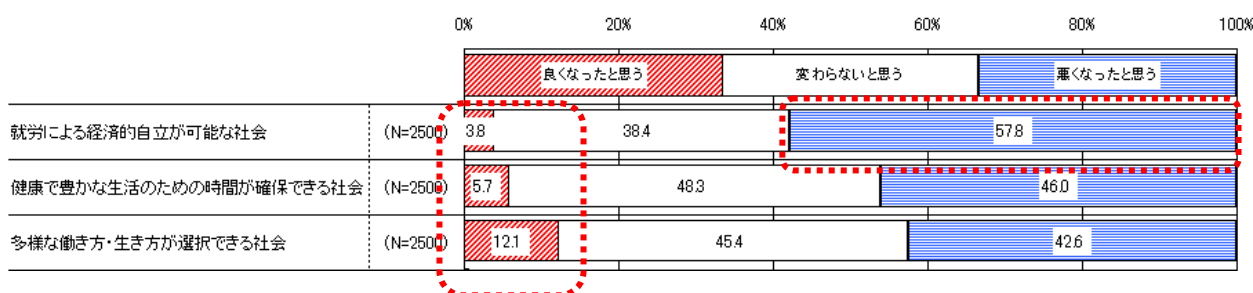 0% 20% 40% 60% 80% 100%
良くなったと思う 変わらないと思う 悪くなったと思う
就労による経済的自立が可能な社会 (N=2500) 3.8 38.4 57.8
健康で豊かな生活のための時間が確保できる社会 (N=2500) 5.7 48.3 46.0
多様な働き方・生き方が選択できる社会 (N=2500) 12.1 45.4 42.6